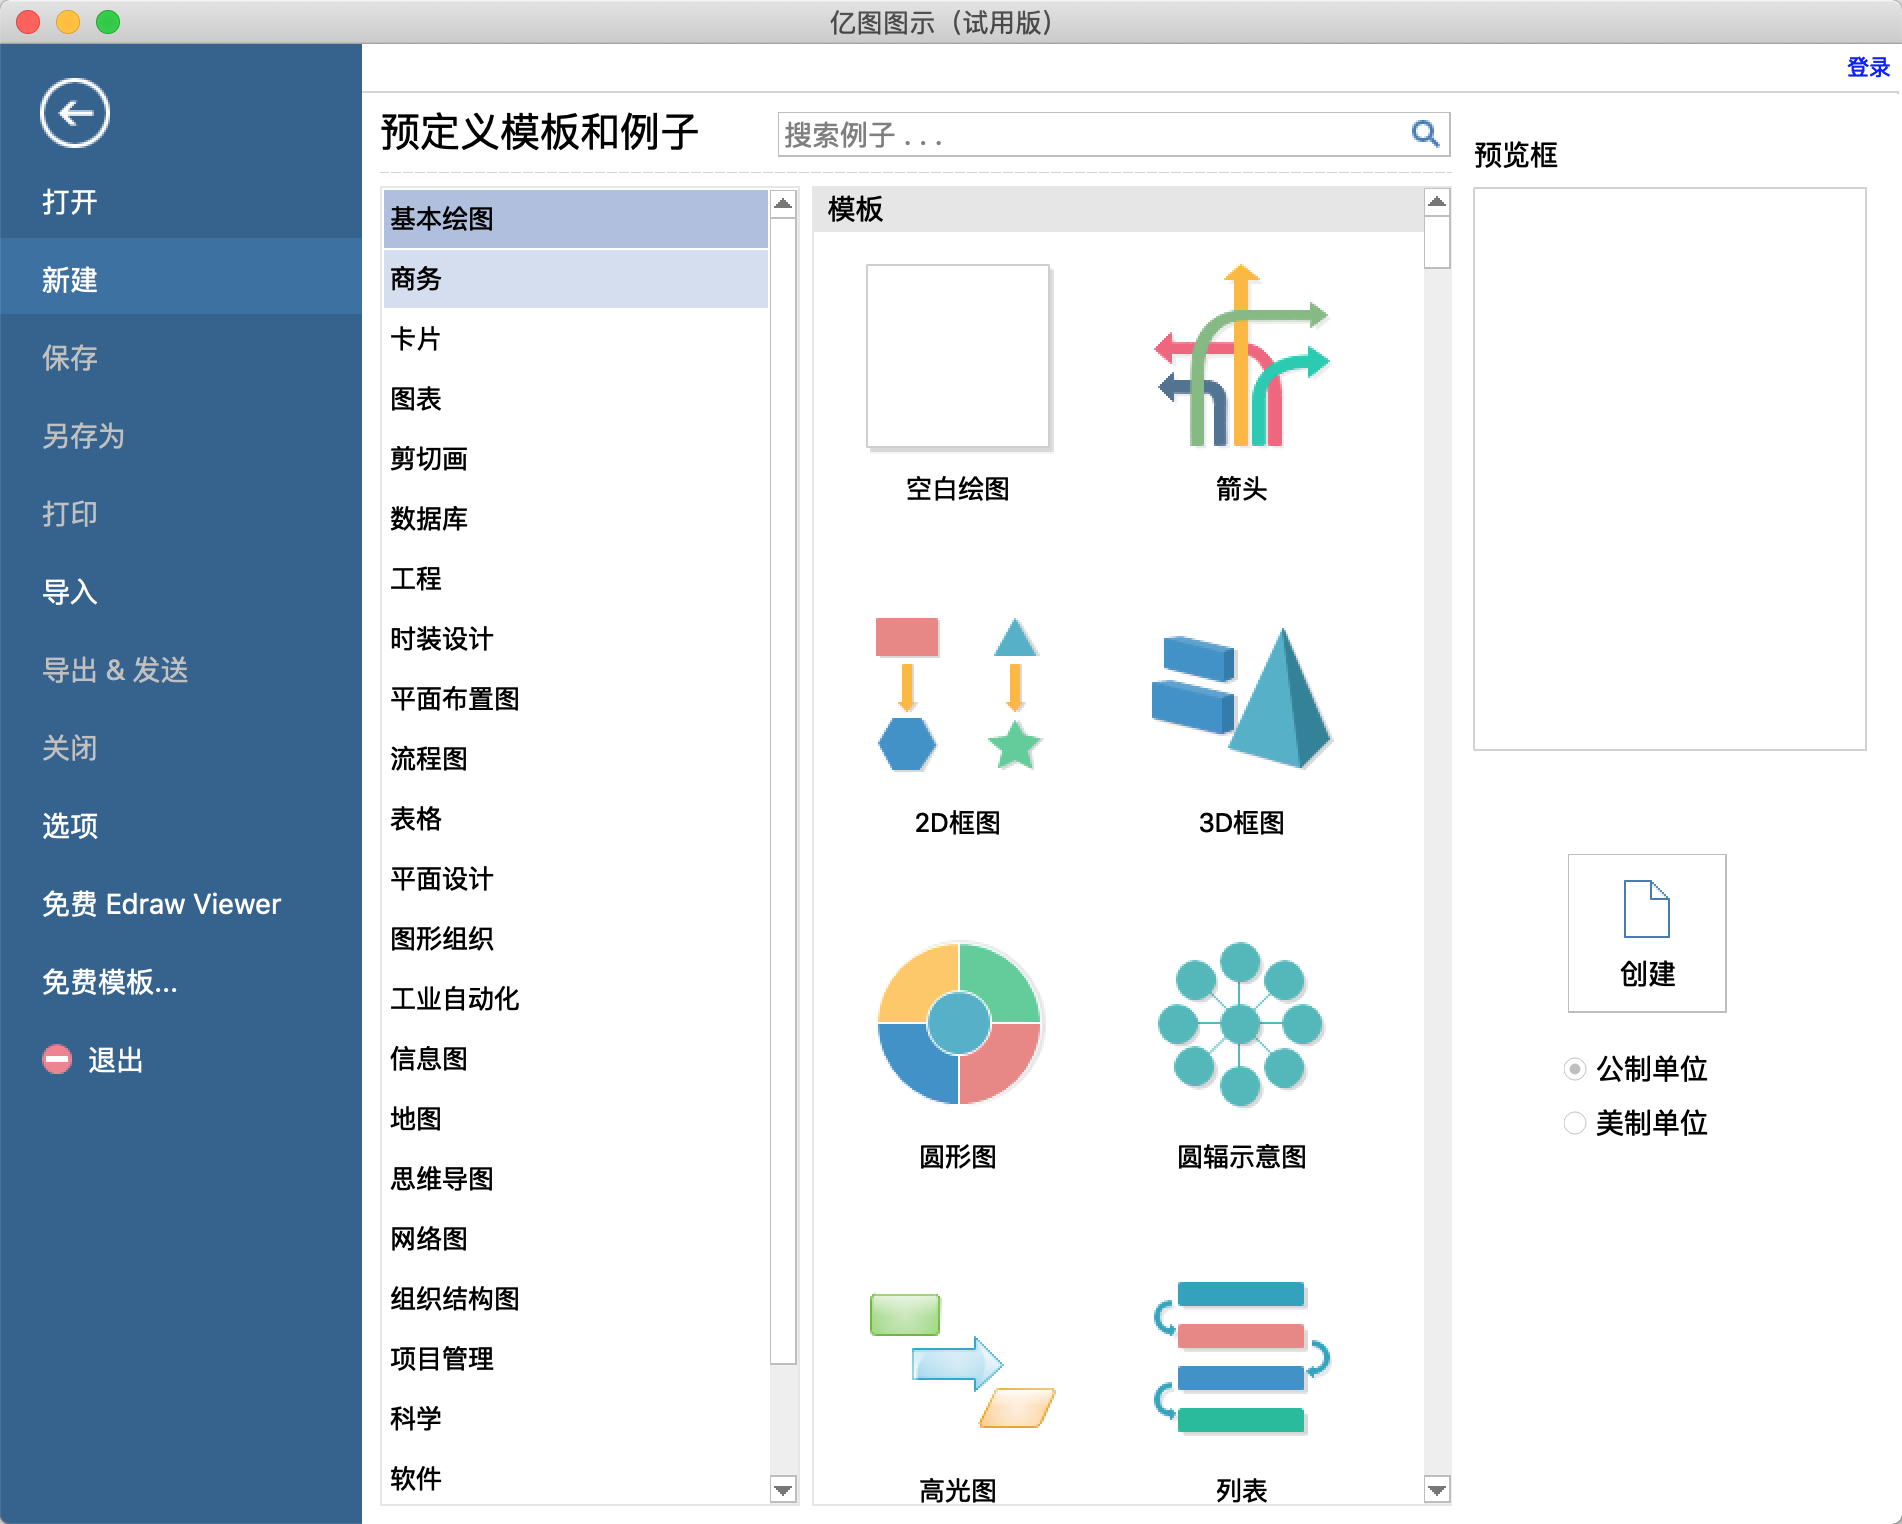 亿图图示（试用版）
登录
打开
新建
保存
另存为
打印
导入
导出 & 发送
关闭
选项
免费 Edraw Viewer
免费模板...
退出
预定义模板和例子
搜索例子 . . .
基本绘图
商务
卡片
图表
剪切画
数据库
工程
时装设计
平面布置图
流程图
表格
平面设计
图形组织
工业自动化
信息图
地图
思维导图
网络图
组织结构图
项目管理
科学
软件
模板
空白绘图
箭头
2D框图
3D框图
圆形图
圆辐示意图
高光图
列表
预览框
创建
公制单位
美制单位